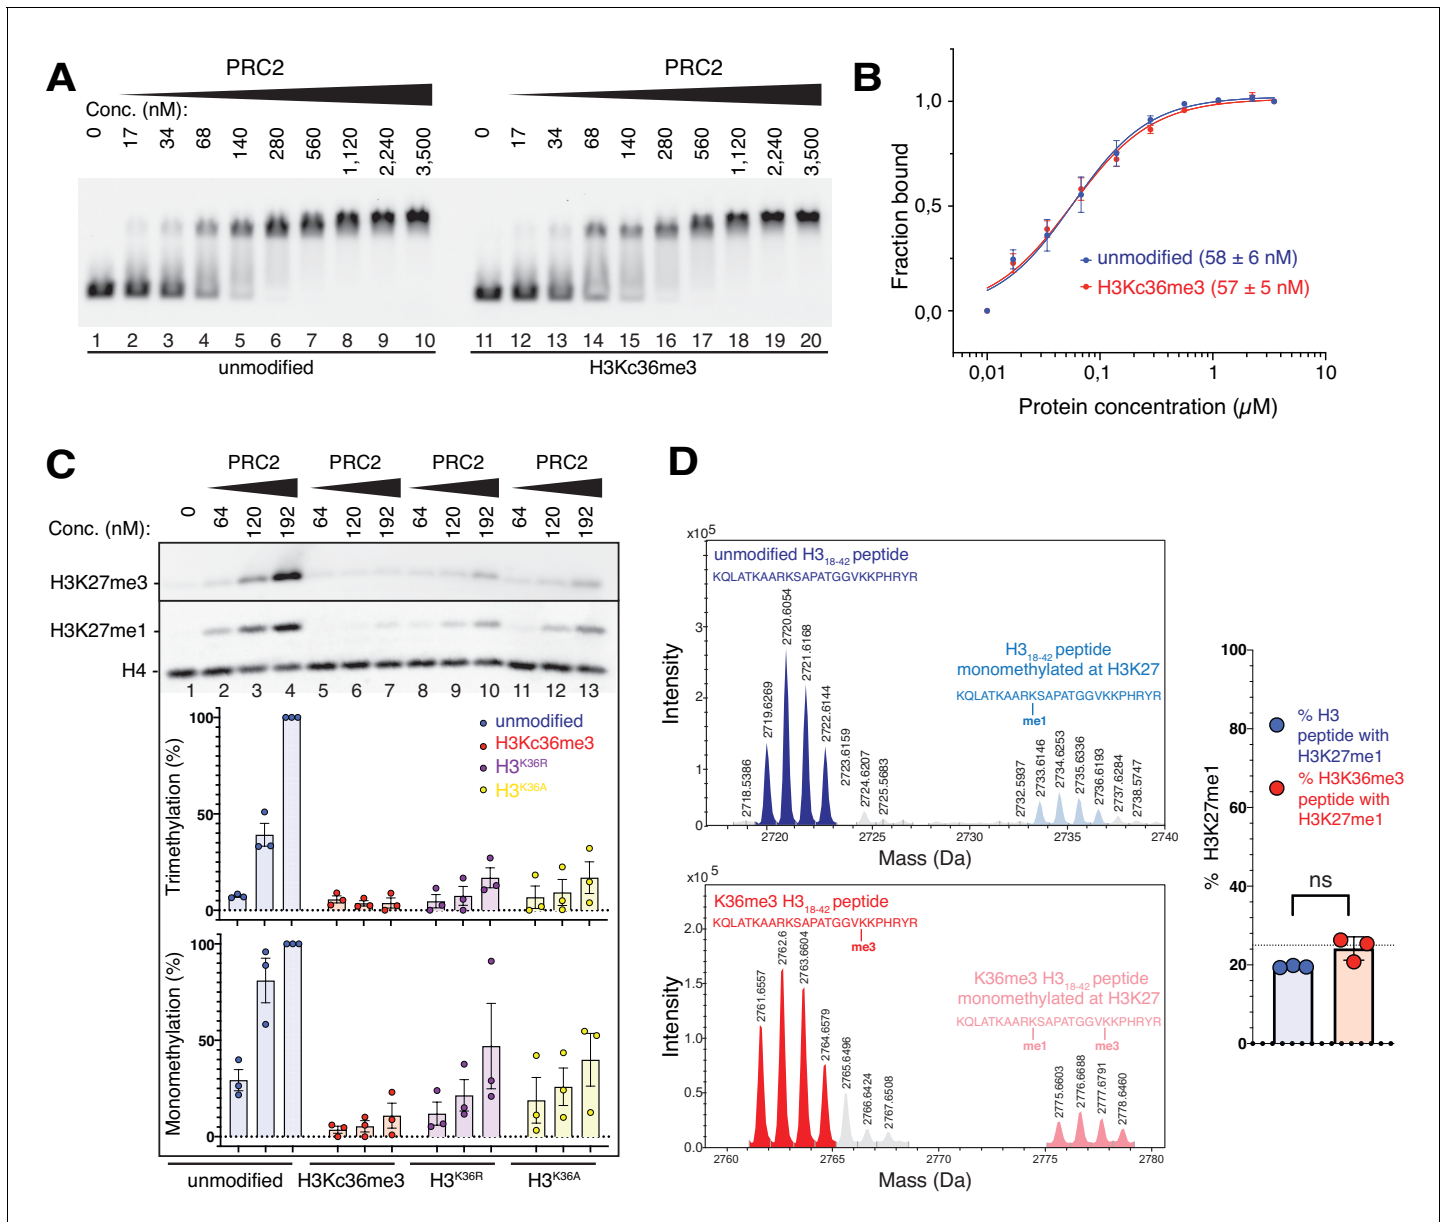 A
PRC2
PRC2
Conc. (nM):
0 17 34 68 140 280 560 1,120 2,240 3,500
0 17 34 68 140 280 560 1,120 2,240 3,500
1 2 3 4 5 6 7 8 9 10
11 12 13 14 15 16 17 18 19 20
unmodified
H3Kc36me3
B
Fraction bound
1,0
0,5
0,0
unmodified (58 ± 6 nM)
H3Kc36me3 (57 ± 5 nM)
0,01 0,1 1 10
Protein concentration (µM)
C
PRC2 PRC2 PRC2 PRC2
Conc. (nM):
0 64 120 192 64 120 192 64 120 192 64 120 192
H3K27me3
H3K27me1
H4
1 2 3 4 5 6 7 8 9 10 11 12 13
Trimethylation (%)
100
50
0
unmodified
H3Kc36me3
H3K36R
H3K36A
Monomethylation (%)
100
50
0
unmodified H3Kc36me3 H3K36R H3K36A
D
x105
unmodified H318-42 peptide
KQLATKAARKSAPATGGVKKPHRYR
Intensity
3
2
1
0
2718.5386
2719.6269
2720.6054
2721.6168
2722.6144
2723.6159
2724.6207
2725.5683
H318-42 peptide
monomethylated at H3K27
KQLATKAARKSAPATGGVKKPHRYR
me1
2732.5937
2733.6146
2734.6253
2735.6336
2736.6193
2737.6284
2738.5747
2720 2725 2730 2735 2740
Mass (Da)
x105
K36me3 H318-42 peptide
KQLATKAARKSAPATGGVKKPHRYR
me3
Intensity
2.0
1.5
1.0
0.5
0.0
2761.6557
2762.6
2763.6604
2764.6579
2765.6496
2766.6424
2767.6508
K36me3 H318-42 peptide
monomethylated at H3K27
KQLATKAARKSAPATGGVKKPHRYR
me1 me3
2775.6603
2776.6688
2777.6791
2778.6460
2760 2765 2770 2775 2780
Mass (Da)
% H3K27me1
100
80
60
40
20
0
% H3
peptide with
H3K27me1
% H3K36me3
peptide with
H3K27me1
ns